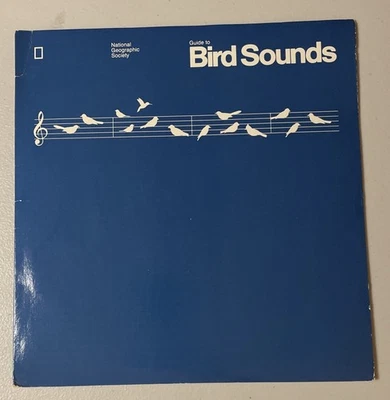 National
Geographic
Society
Guide to
Bird Sounds